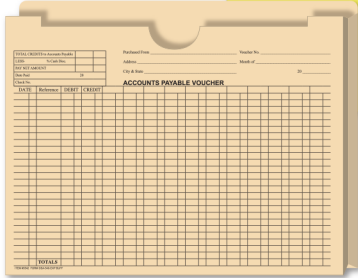 TOTAL CREDIT to Accounts Payable
LESS: % Cash Disc.
PAY NET AMOUNT
Date Paid 20
Check No.
Purchased From
Address
City & State
Voucher No.
Month of
20
ACCOUNTS PAYABLE VOUCHER
DATE Reference DEBIT CREDIT
TOTALS